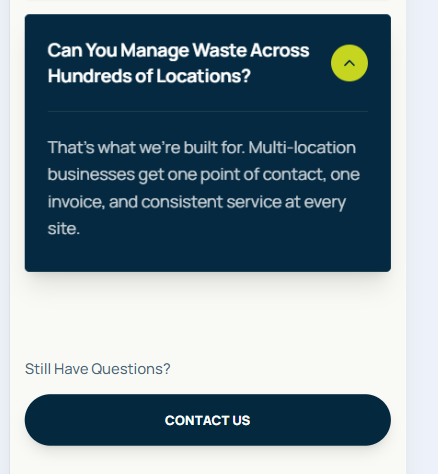 Can You Manage Waste Across
Hundreds of Locations?
That's what we're built for. Multi-location
businesses get one point of contact, one
invoice, and consistent service at every
site.
Still Have Questions?
CONTACT US